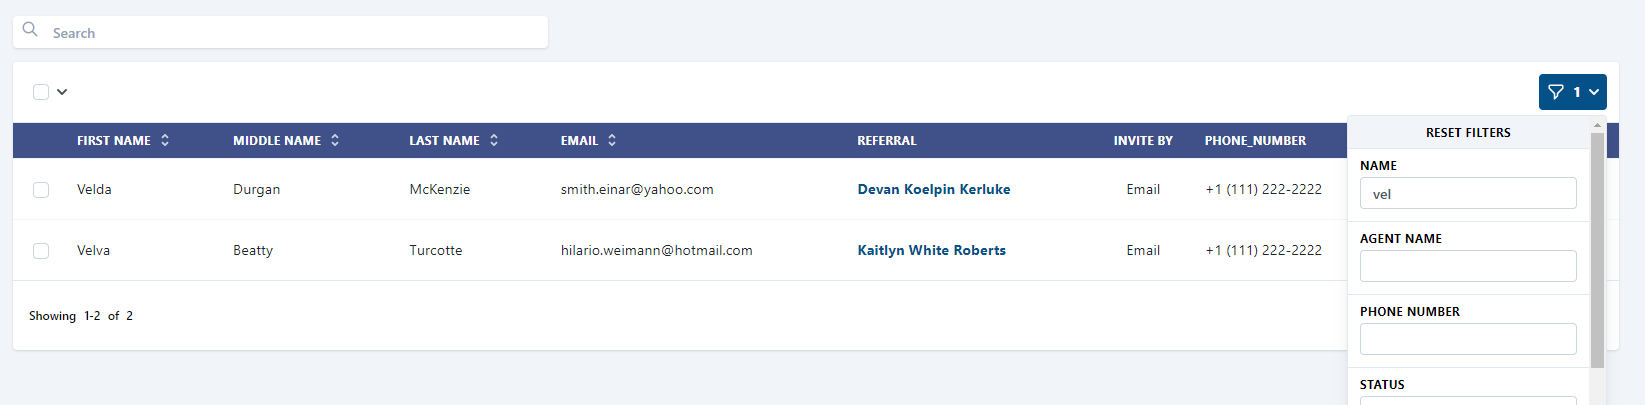 Search
1
FIRST NAME MIDDLE NAME LAST NAME EMAIL REFERRAL INVITE BY PHONE_NUMBER
Velda Durgan McKenzie smith.einar@yahoo.com Devan Koelpin Kerluke Email +1 (111) 222-2222
Velva Beatty Turcotte hilario.weimann@hotmail.com Kaitlyn White Roberts Email +1 (111) 222-2222
Showing 1-2 of 2
RESET FILTERS
NAME
vel
AGENT NAME
PHONE NUMBER
STATUS